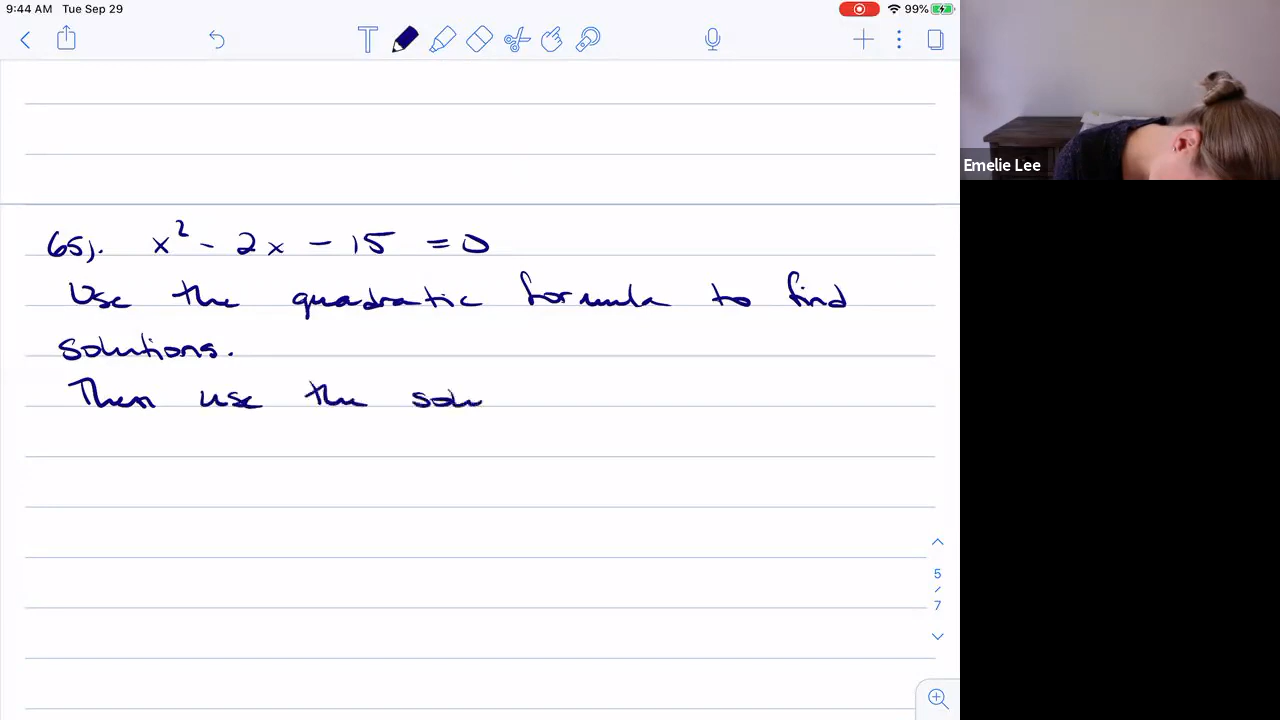 9:44 AM Tue Sep 29
99%
Emelie Lee
65). x² - 2x - 15 = 0
Use the quadratic formula to find
solutions.
Then use the solu
5
/
7